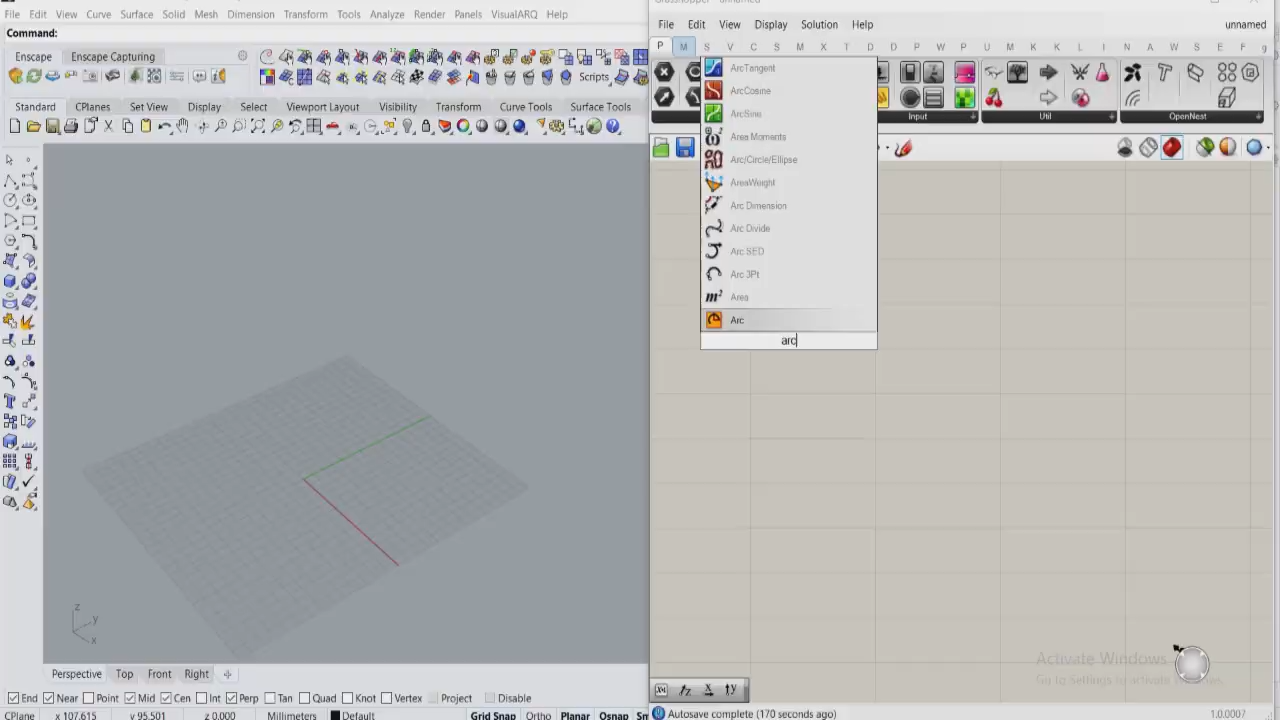 File Edit View Curve Surface Solid Mesh Dimension Transform Tools Analyze Render Panels VisualARQ Help
Command:
Enscape Enscape Capturing
Scripts
Standard CPlanes Set View Display Select Viewport Layout Visibility Transform Curve Tools Surface Tools
z
y
x
Perspective Top Front Right
End Near Point Mid Cen Int Perp Tan Quad Knot Vertex Project Disable
CPlane x 107.615 y 95.501 z 0.000 Millimeters Default Grid Snap Ortho Planar Osnap
File Edit View Display Solution Help unnamed
P M S V C S M X T D D P W P U M K K L L T A W S E F g
Input Util OpenNest
ArcTangent
ArcCosine
ArcSine
Area Moments
Arc/Circle/Ellipse
AreaWeight
Arc Dimension
Arc Divide
Arc SED
Arc 3Pt
m² Area
Arc
arc
Activate Windows
Go to Settings to activate Windows.
Autosave complete (170 seconds ago) 1.0.0007